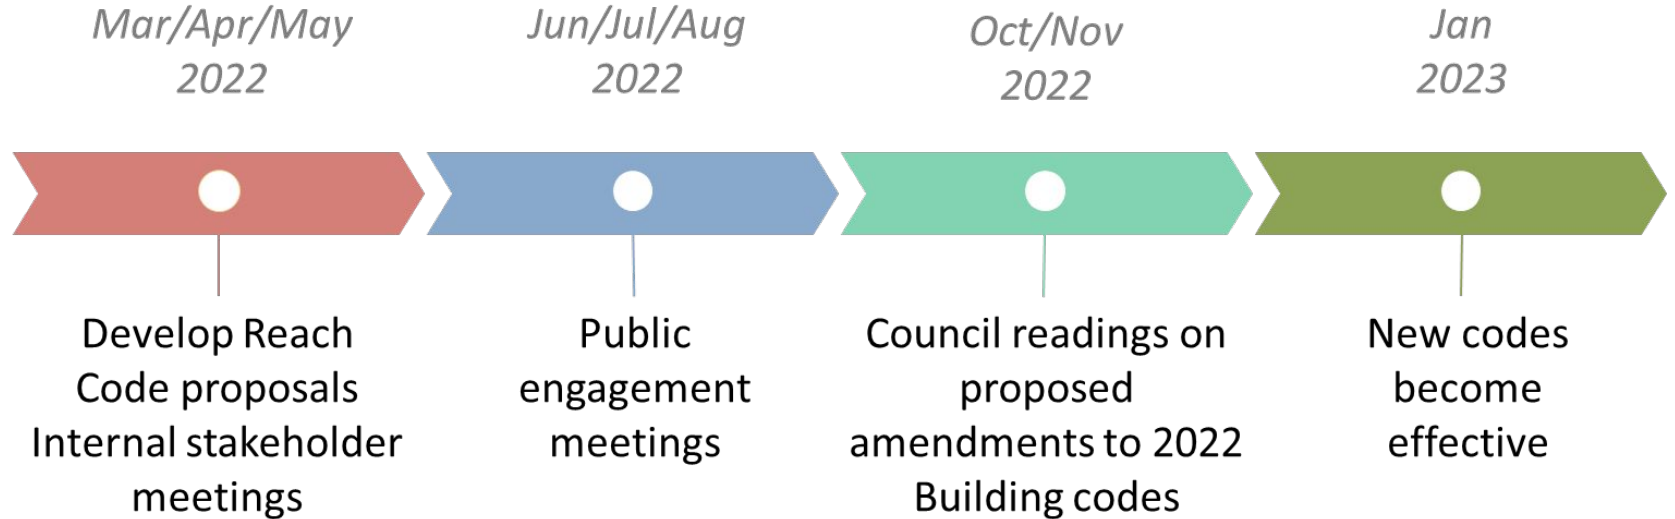 Mar/Apr/May
2022
Jun/Jul/Aug
2022
Oct/Nov
2022
Jan
2023
Develop Reach
Code proposals
Internal stakeholder
meetings
Public
engagement
meetings
Council readings on
proposed
amendments to 2022
Building codes
New codes
become
effective